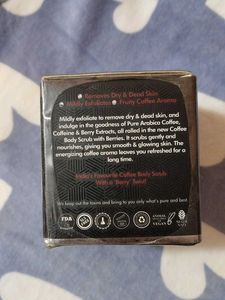 • Removes Dry & Dead Skin
• Mildly Exfoliates • Fruity Coffee Aroma
Mildly exfoliate to remove dry & dead skin, and
indulge in the goodness of Pure Arabica Coffee,
Caffeine & Berry Extracts, all rolled in the new Coffee
Body Scrub with Berries. It scrubs gently and
nourishes, giving you smooth & glowing skin. The
energizing coffee aroma leaves you refreshed for a
long time.
India's Favourite Coffee Body Scrub
With a 'Berry' Twist!
We keep out the toxins and bring to you only what's pure and best.
FDA
VEGAN